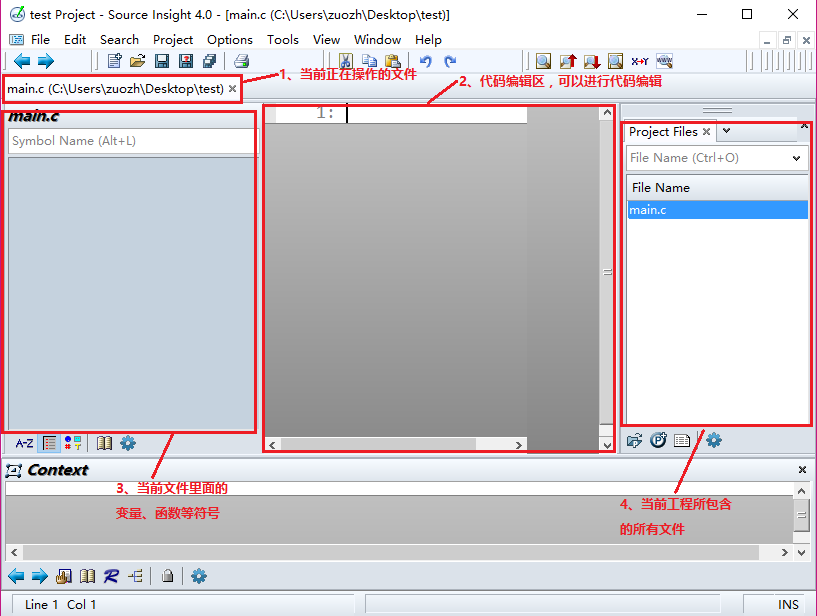 test Project - Source Insight 4.0 - [main.c (C:\Users\zuozh\Desktop\test)]
File Edit Search Project Options Tools View Window Help
X→Y
1、当前正在操作的文件
main.c (C:\Users\zuozh\Desktop\test)
2、代码编辑区，可以进行代码编辑
main.c
Symbol Name (Alt+L)
1:
Project Files
File Name (Ctrl+O)
File Name
main.c
A-Z
Context
3、当前文件里面的
变量、函数等符号
4、当前工程所包含
的所有文件
R
Line 1 Col 1
INS